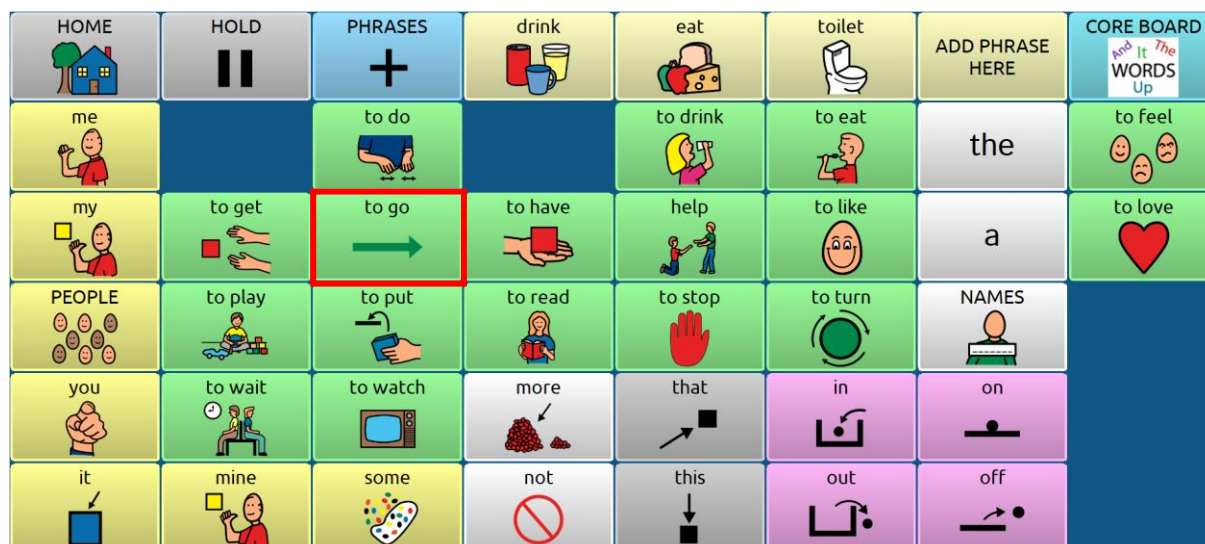 HOME
HOLD
PHRASES
drink
eat
toilet
ADD PHRASE
HERE
CORE BOARD
And It The
WORDS
Up
me
to do
to drink
to eat
the
to feel
my
to get
to go
to have
help
to like
a
to love
PEOPLE
to play
to put
to read
to stop
to turn
NAMES
you
to wait
to watch
more
that
in
on
it
mine
some
not
this
out
off